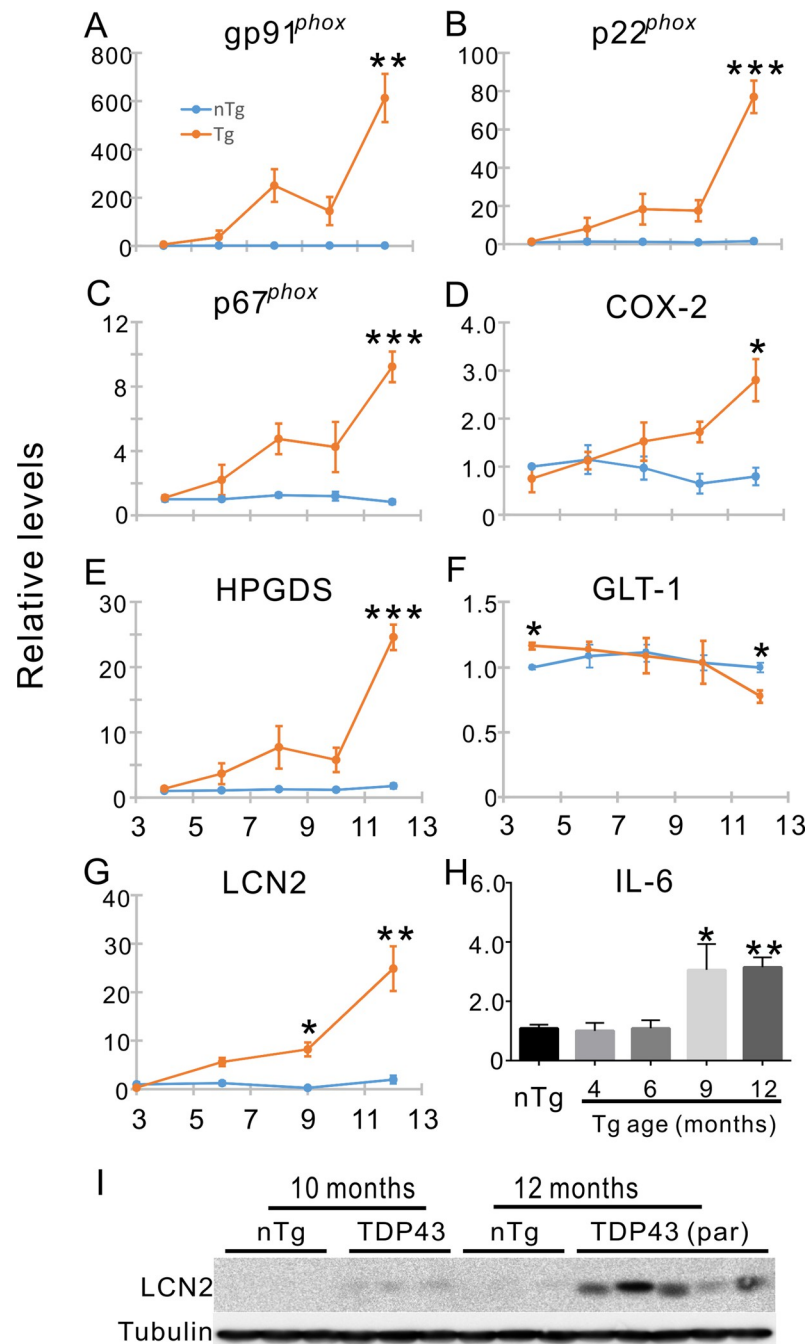 A
gp91phox
800
600
400
200
0
**
nTg
Tg
B
p22phox
100
80
60
40
20
0
***
C
p67phox
12
8
4
0
***
D
COX-2
4.0
3.0
2.0
1.0
0
*
Relative levels
E
HPGDS
30
20
10
0
***
3 5 7 9 11 13
F
GLT-1
1.5
1.0
0.5
0
*
*
3 5 7 9 11 13
G
LCN2
40
30
20
10
0
*
**
3 5 7 9 11 13
H
IL-6
6.0
4.0
2.0
0
*
**
nTg 4 6 9 12
Tg age (months)
I
10 months 12 months
nTg TDP43 nTg TDP43 (par)
LCN2
Tubulin